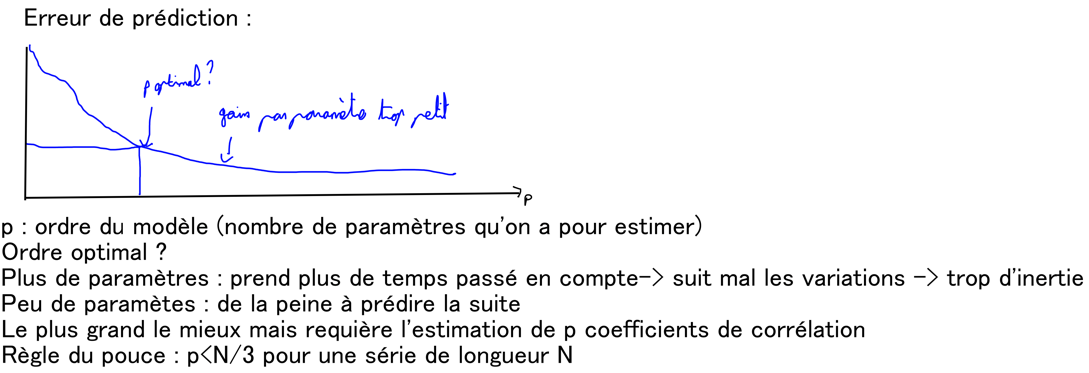 Erreur de prédiction :
p optimal ?
gain par paramètre trop petit
p
p : ordre du modèle (nombre de paramètres qu'on a pour estimer)
Ordre optimal ?
Plus de paramètres : prend plus de temps passé en compte-> suit mal les variations -> trop d'inertie
Peu de paramètes : de la peine à prédire la suite
Le plus grand le mieux mais requière l'estimation de p coefficients de corrélation
Règle du pouce : p<N/3 pour une série de longueur N